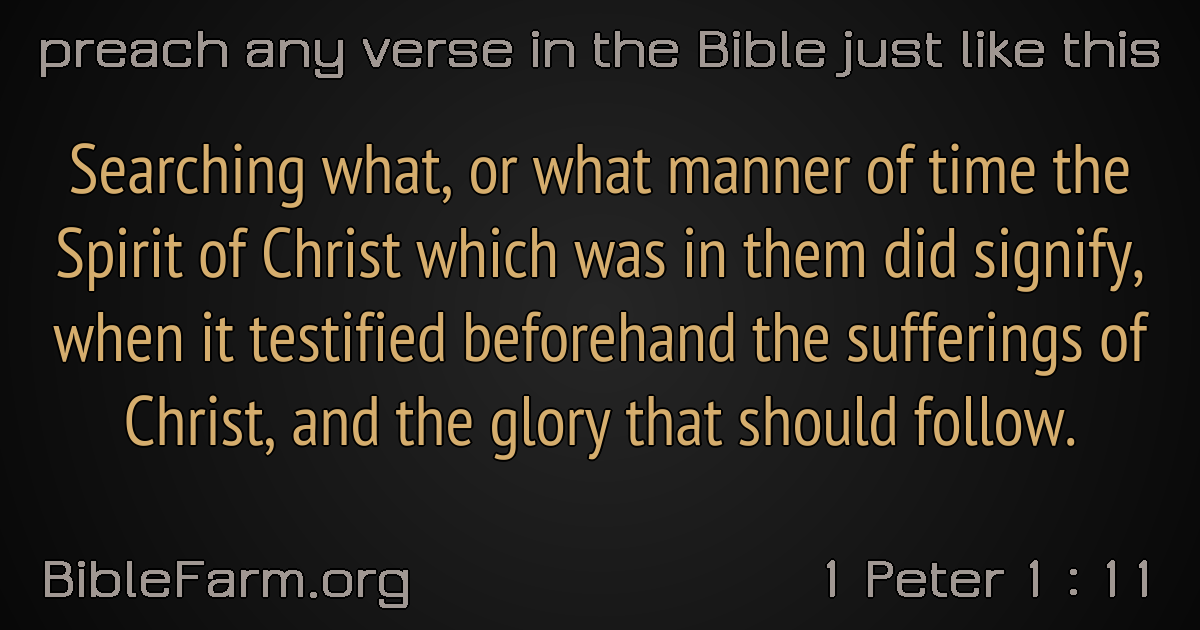 preach any verse in the Bible just like this
Searching what, or what manner of time the
Spirit of Christ which was in them did signify,
when it testified beforehand the sufferings of
Christ, and the glory that should follow.
BibleFarm.org
1 Peter 1 : 11